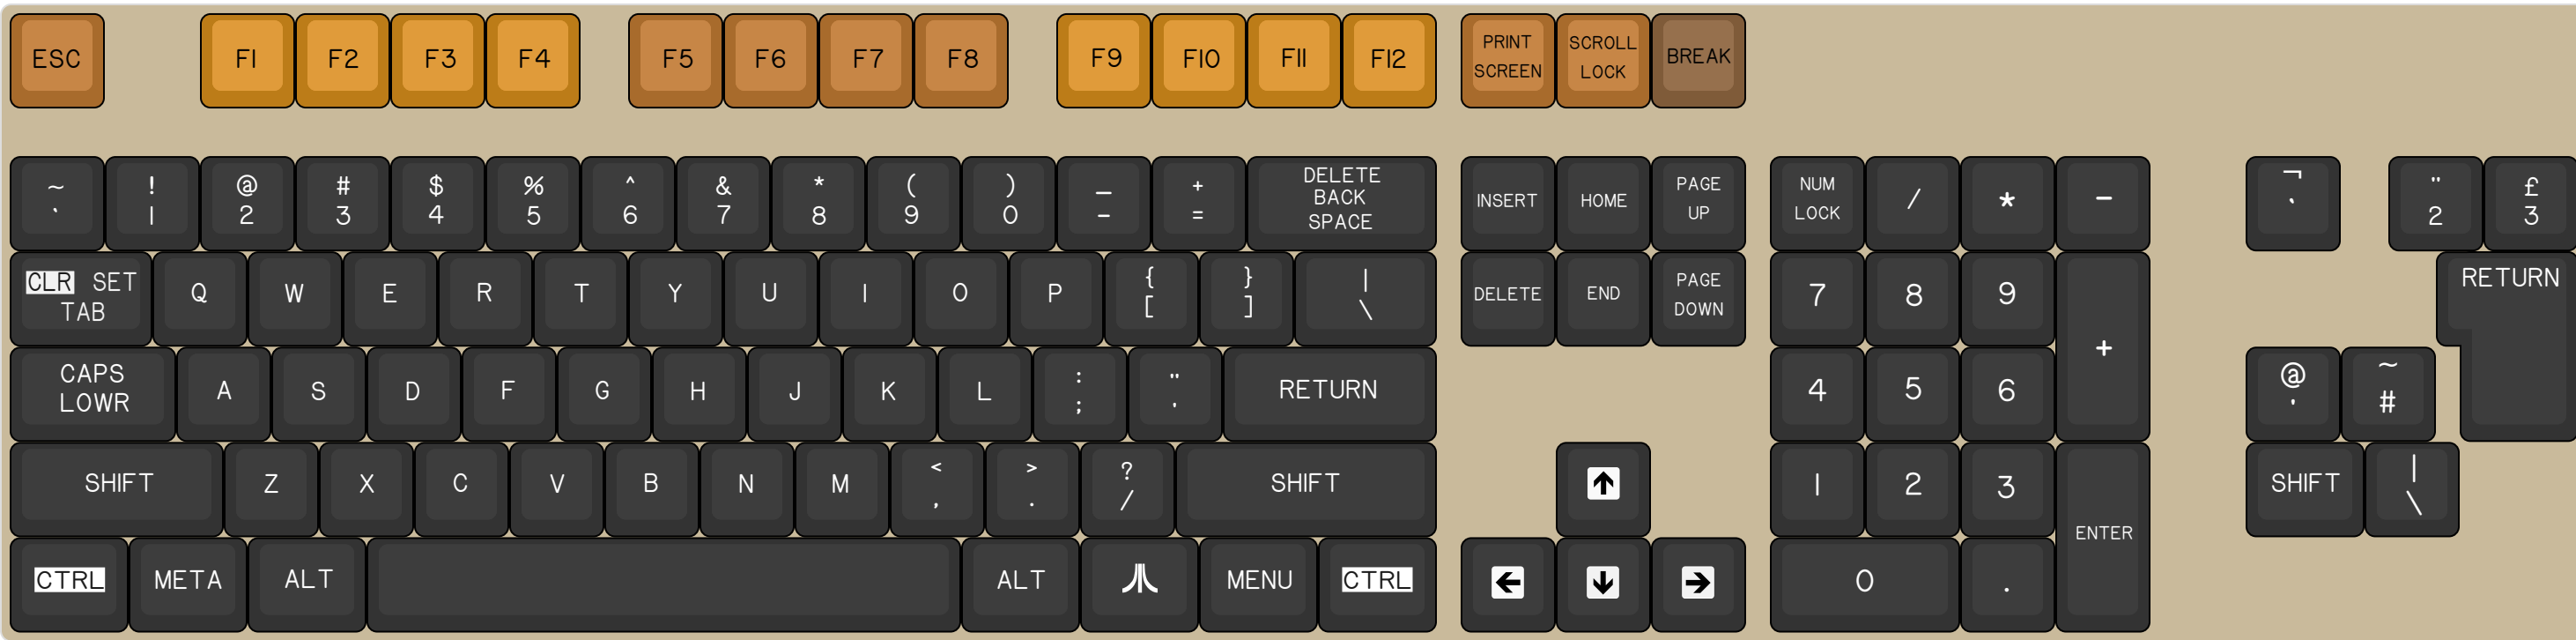 ESC F1 F2 F3 F4 F5 F6 F7 F8 F9 F10 F11 F12 PRINT SCREEN SCROLL LOCK BREAK
~ ! @ # $ % ^ & * ( ) _ + DELETE BACK SPACE INSERT HOME PAGE UP NUM LOCK / * - ¬ " £
` 1 2 3 4 5 6 7 8 9 0 - = ` 2 3
CLR SET TAB Q W E R T Y U I O P { [ } ] | \ DELETE END PAGE DOWN 7 8 9 + RETURN
CAPS LOWR A S D F G H J K L : ; " ' RETURN 4 5 6 @ ' ~ #
SHIFT Z X C V B N M < , > . ? / SHIFT ↑ 1 2 3 ENTER SHIFT | \
CTRL META ALT ALT MENU CTRL ← ↓ → 0 .